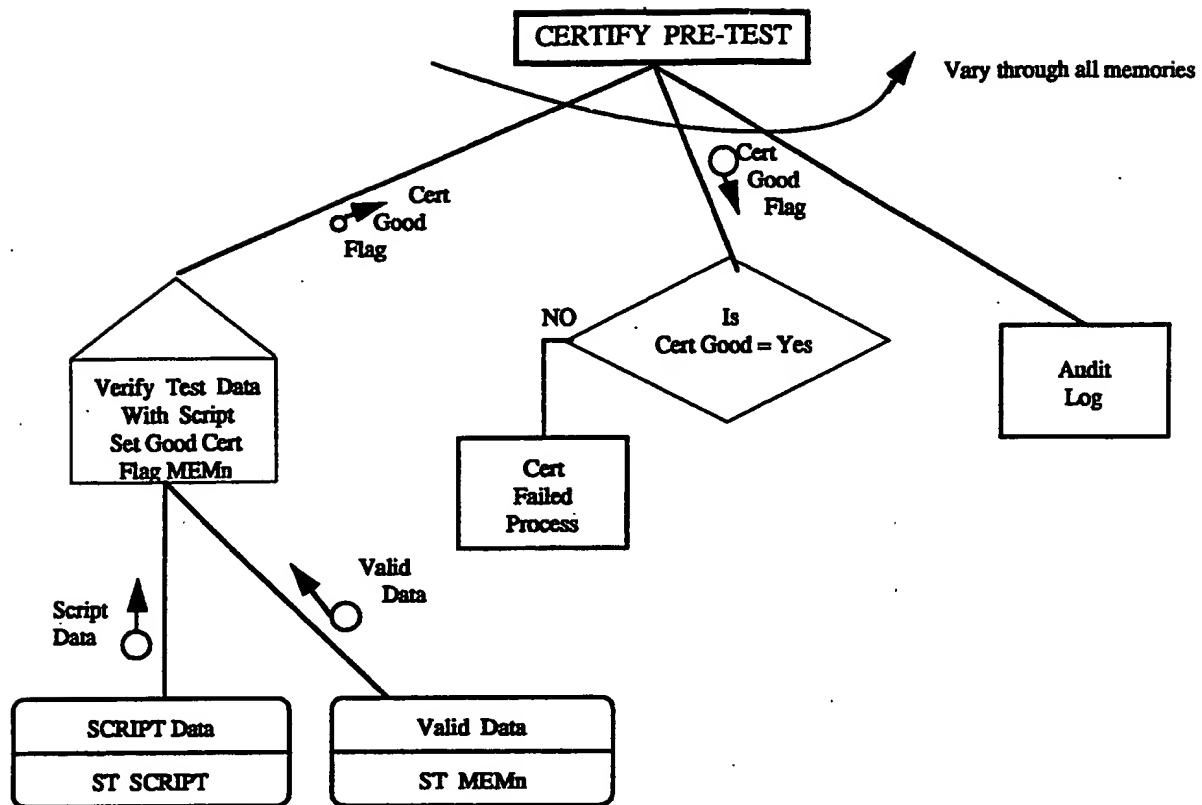 CERTIFY PRE-TEST
Vary through all memories
Cert
Good
Flag
Cert
Good
Flag
Verify Test Data
With Script
Set Good Cert
Flag MEMn
NO
Is
Cert Good = Yes
Audit
Log
Cert
Failed
Process
Script
Data
Valid
Data
SCRIPT Data
ST SCRIPT
Valid Data
ST MEMn